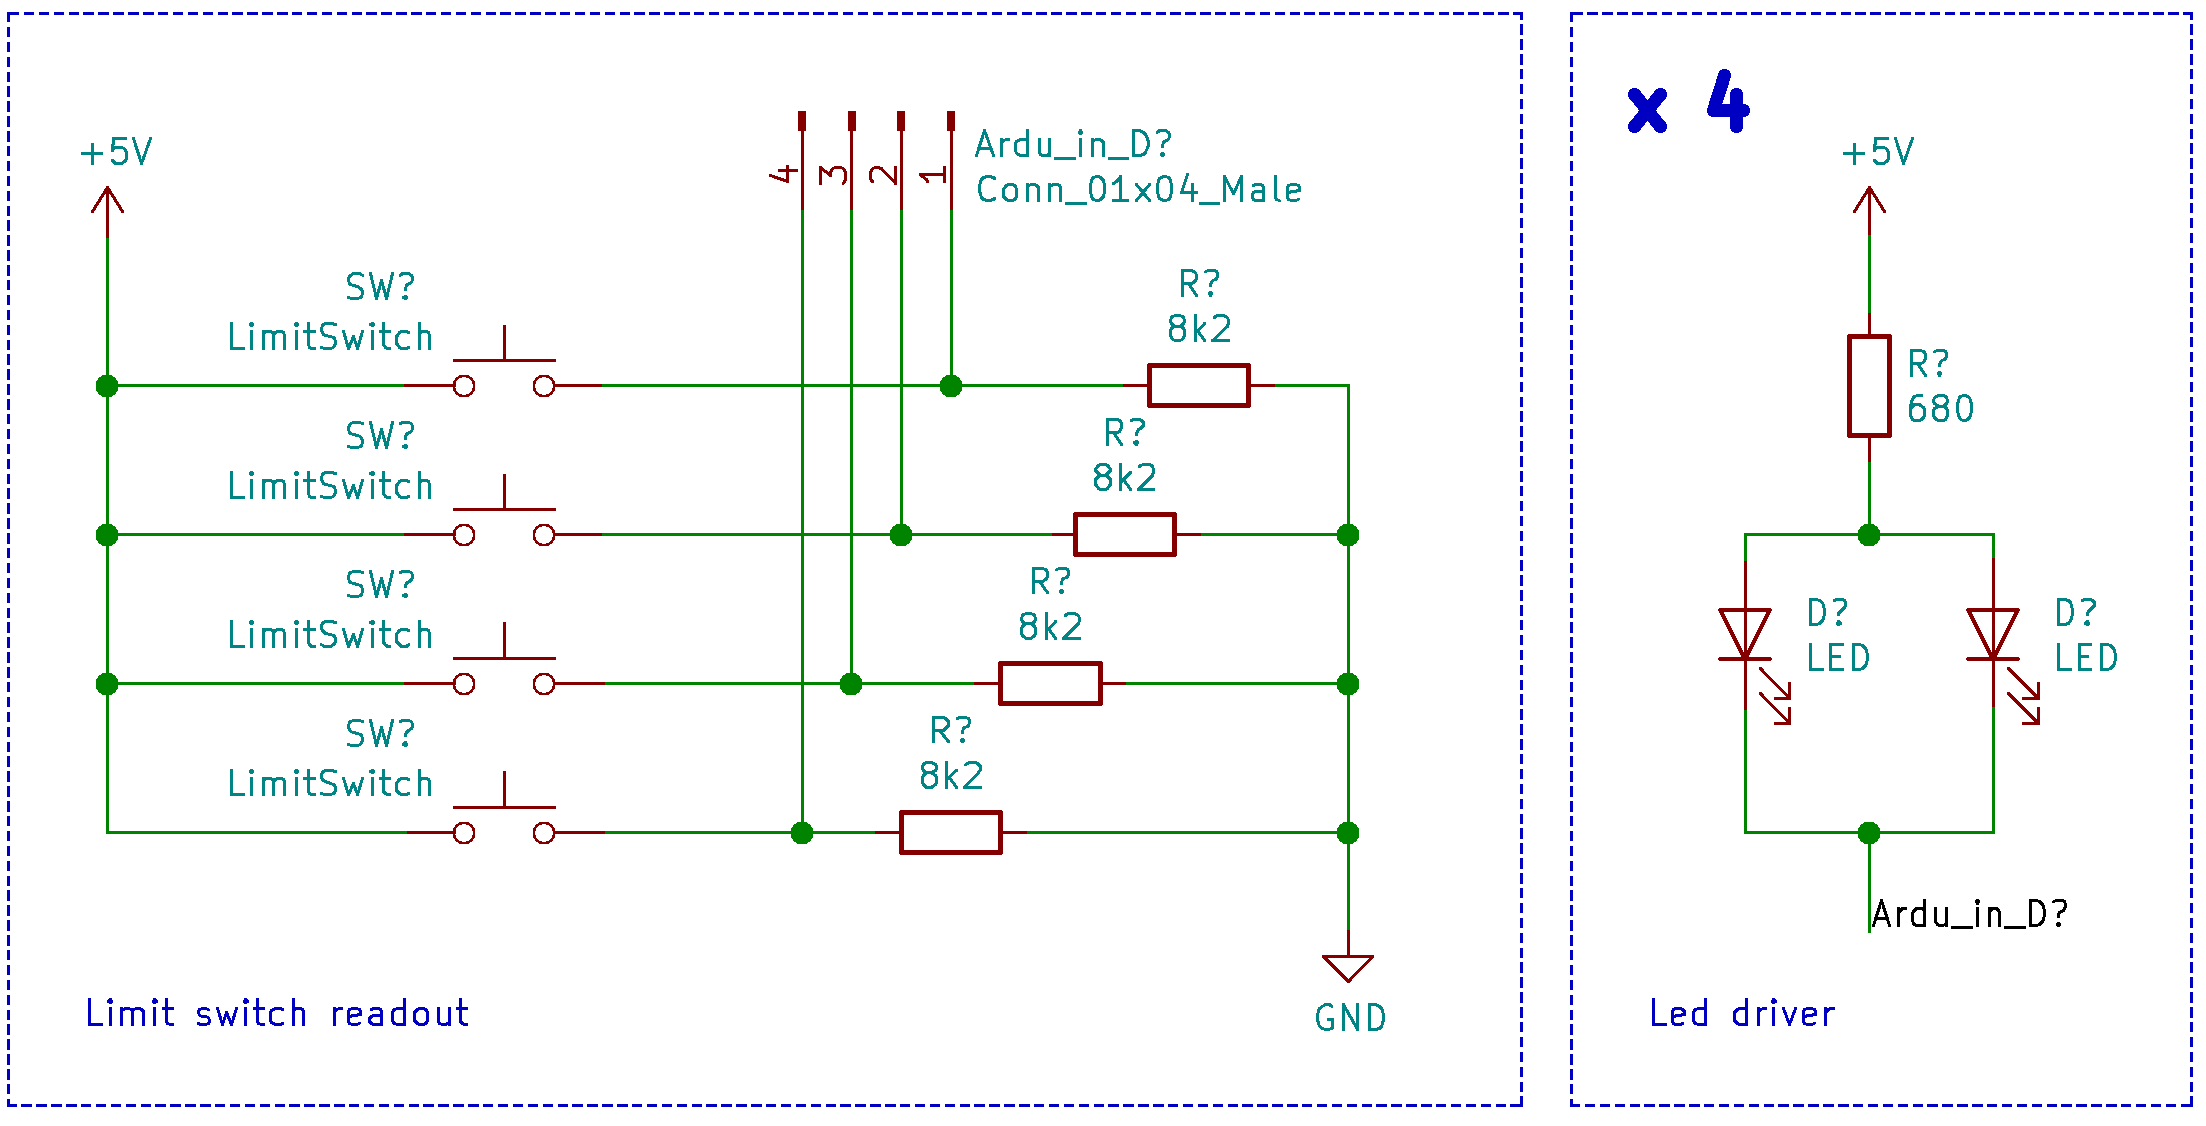 +5V
4
3
2
1
Ardu_in_D?
Conn_01x04_Male
SW?
LimitSwitch
R?
8k2
SW?
LimitSwitch
R?
8k2
SW?
LimitSwitch
R?
8k2
SW?
LimitSwitch
R?
8k2
GND
Limit switch readout
x 4
+5V
R?
680
D?
LED
D?
LED
Ardu_in_D?
Led driver